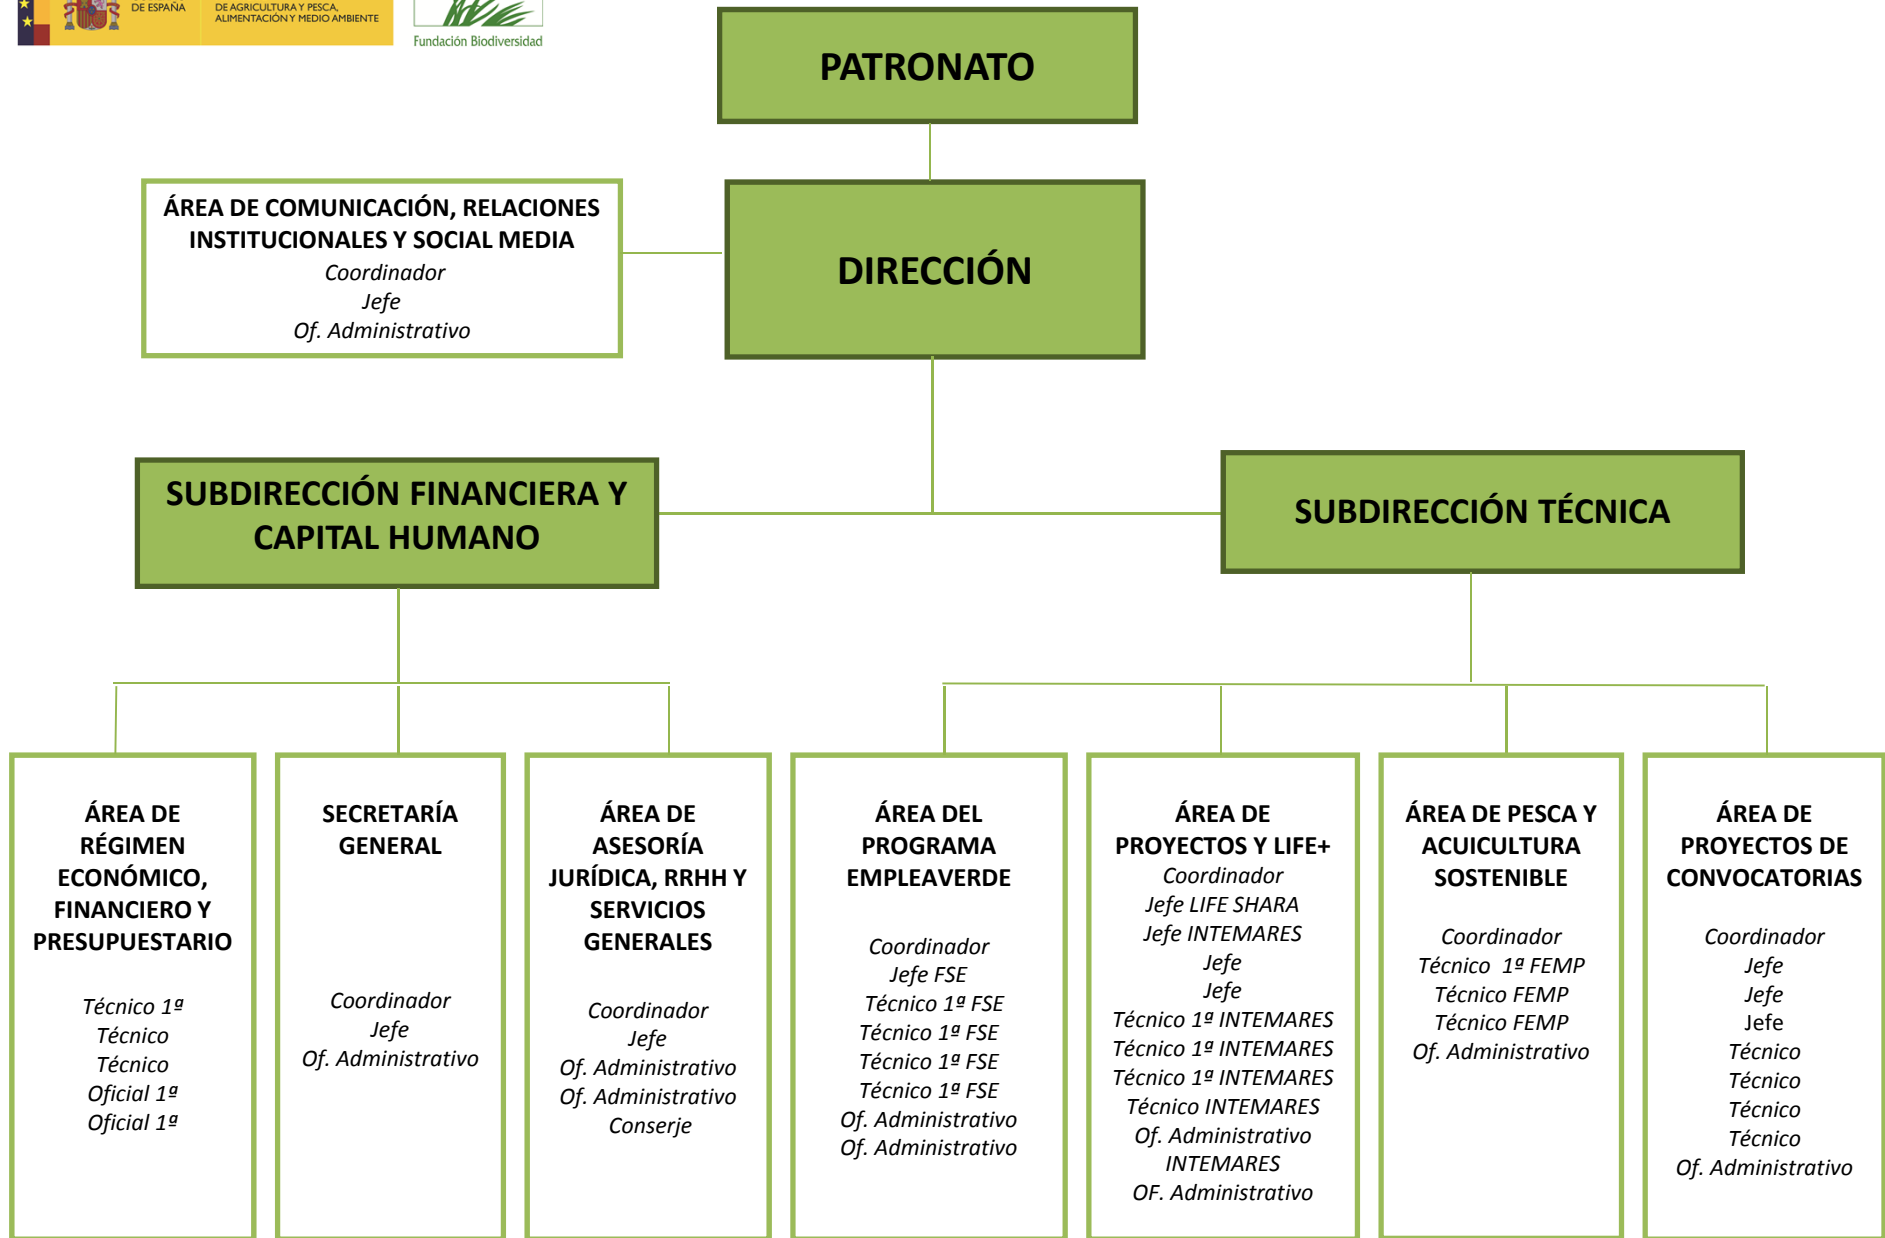 DE ESPAÑA
DE AGRICULTURA Y PESCA,
ALIMENTACIÓN Y MEDIO AMBIENTE
Fundación Biodiversidad
PATRONATO
ÁREA DE COMUNICACIÓN, RELACIONES
INSTITUCIONALES Y SOCIAL MEDIA
Coordinador
Jefe
Of. Administrativo
DIRECCIÓN
SUBDIRECCIÓN FINANCIERA Y
CAPITAL HUMANO
SUBDIRECCIÓN TÉCNICA
ÁREA DE
RÉGIMEN
ECONÓMICO,
FINANCIERO Y
PRESUPUESTARIO
Técnico 1ª
Técnico
Técnico
Oficial 1ª
Oficial 1ª
SECRETARÍA
GENERAL
Coordinador
Jefe
Of. Administrativo
ÁREA DE
ASESORÍA
JURÍDICA, RRHH Y
SERVICIOS
GENERALES
Coordinador
Jefe
Of. Administrativo
Of. Administrativo
Conserje
ÁREA DEL
PROGRAMA
EMPLEAVERDE
Coordinador
Jefe FSE
Técnico 1ª FSE
Técnico 1ª FSE
Técnico 1ª FSE
Técnico 1ª FSE
Of. Administrativo
Of. Administrativo
ÁREA DE
PROYECTOS Y LIFE+
Coordinador
Jefe LIFE SHARA
Jefe INTEMARES
Jefe
Jefe
Técnico 1ª INTEMARES
Técnico 1ª INTEMARES
Técnico 1ª INTEMARES
Técnico INTEMARES
Of. Administrativo
INTEMARES
OF. Administrativo
ÁREA DE PESCA Y
ACUICULTURA
SOSTENIBLE
Coordinador
Técnico 1ª FEMP
Técnico FEMP
Técnico FEMP
Of. Administrativo
ÁREA DE
PROYECTOS DE
CONVOCATORIAS
Coordinador
Jefe
Jefe
Jefe
Técnico
Técnico
Técnico
Técnico
Of. Administrativo